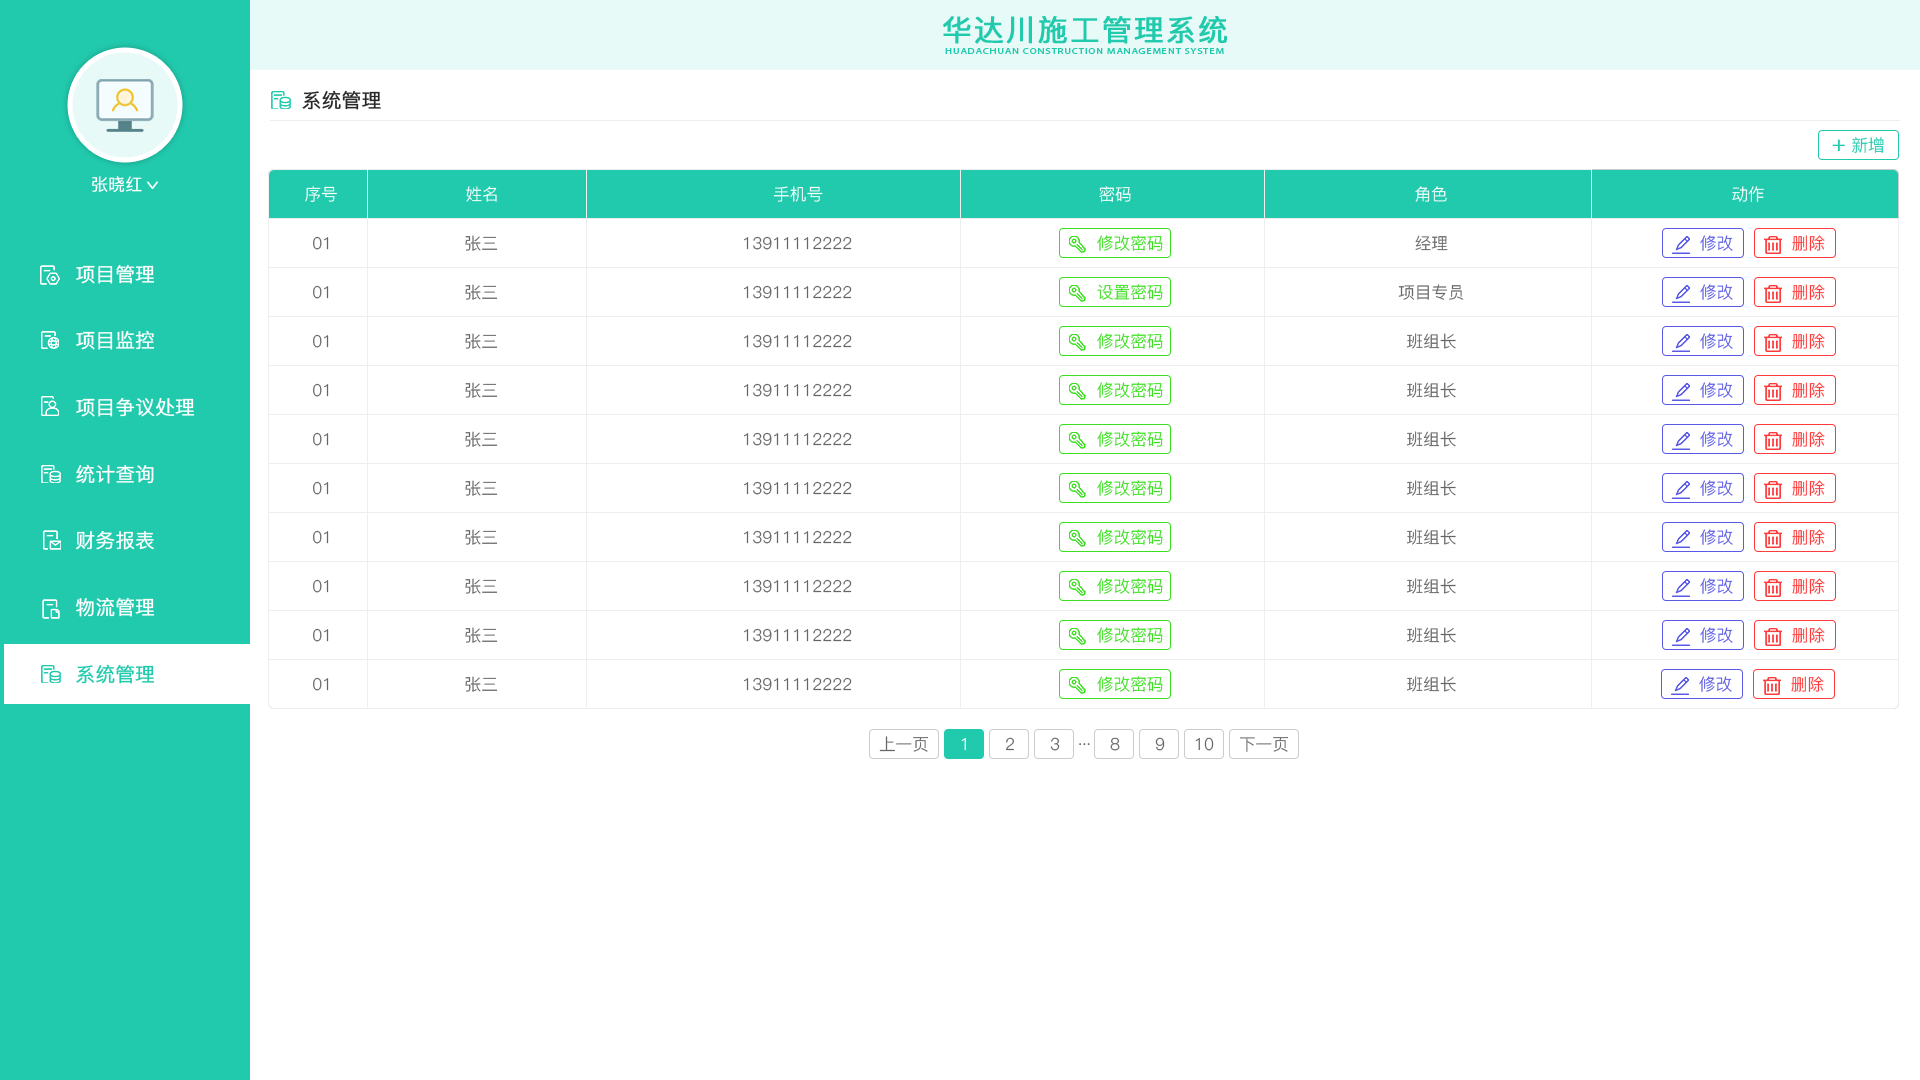 华达川施工管理系统
HUADACHUAN CONSTRUCTION MANAGEMENT SYSTEM
张晓红
项目管理
项目监控
项目争议处理
统计查询
财务报表
物流管理
系统管理
系统管理
+ 新增
序号 姓名 手机号 密码 角色 动作
01 张三 13911112222 修改密码 经理 修改 删除
01 张三 13911112222 设置密码 项目专员 修改 删除
01 张三 13911112222 修改密码 班组长 修改 删除
01 张三 13911112222 修改密码 班组长 修改 删除
01 张三 13911112222 修改密码 班组长 修改 删除
01 张三 13911112222 修改密码 班组长 修改 删除
01 张三 13911112222 修改密码 班组长 修改 删除
01 张三 13911112222 修改密码 班组长 修改 删除
01 张三 13911112222 修改密码 班组长 修改 删除
01 张三 13911112222 修改密码 班组长 修改 删除
上一页 1 2 3 ··· 8 9 10 下一页